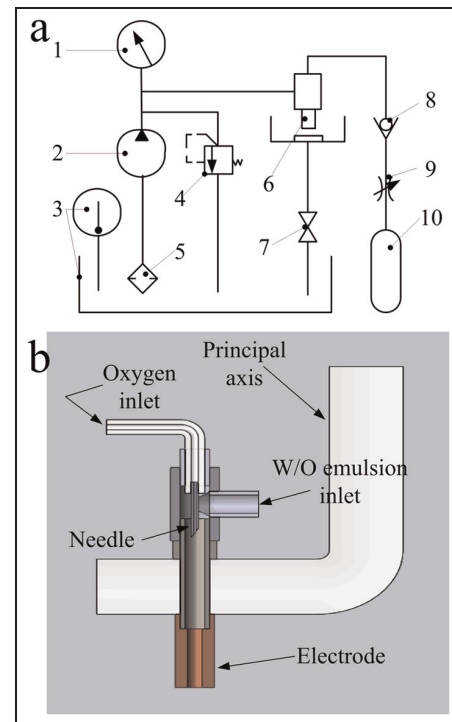 a
1
2
3
4
5
6
7
8
9
10
b
Principal
axis
Oxygen
inlet
W/O emulsion
inlet
Needle
Electrode